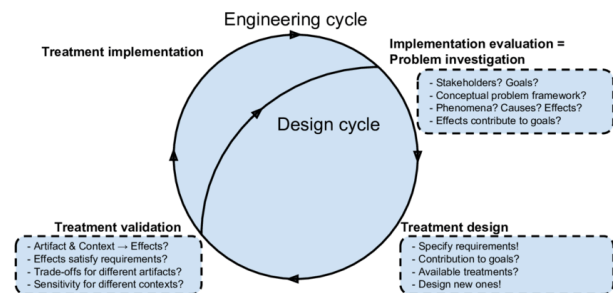 Engineering cycle
Treatment implementation
Implementation evaluation =
Problem investigation
- Stakeholders? Goals?
- Conceptual problem framework?
- Phenomena? Causes? Effects?
- Effects contribute to goals?
Design cycle
Treatment validation
- Artifact & Context → Effects?
- Effects satisfy requirements?
- Trade-offs for different artifacts?
- Sensitivity for different contexts?
Treatment design
- Specify requirements!
- Contribution to goals?
- Available treatments?
- Design new ones!